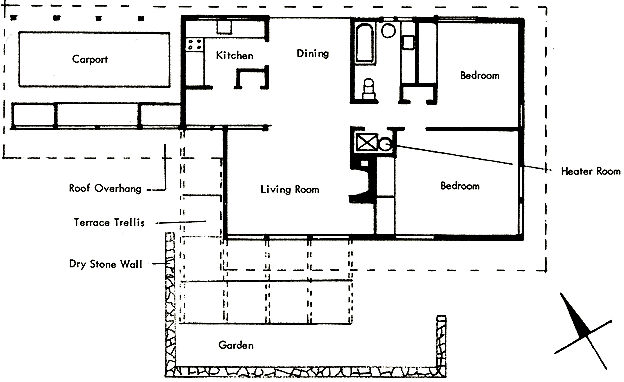 Carport
Kitchen
Dining
Bedroom
Heater Room
Roof Overhang
Living Room
Bedroom
Terrace Trellis
Dry Stone Wall
Garden